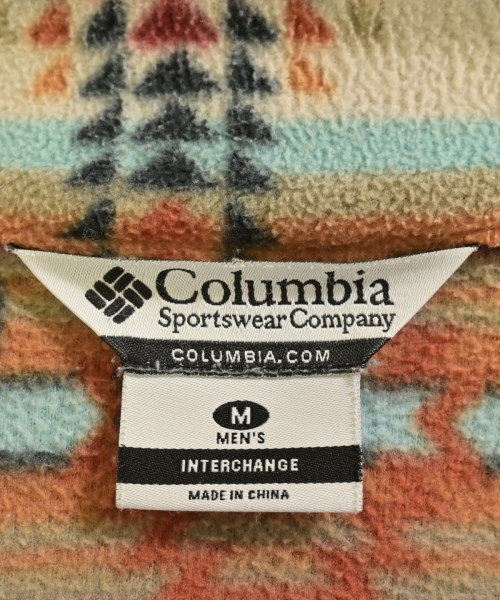 Columbia
Sportswear Company
COLUMBIA.COM
M
MEN'S
INTERCHANGE
MADE IN CHINA